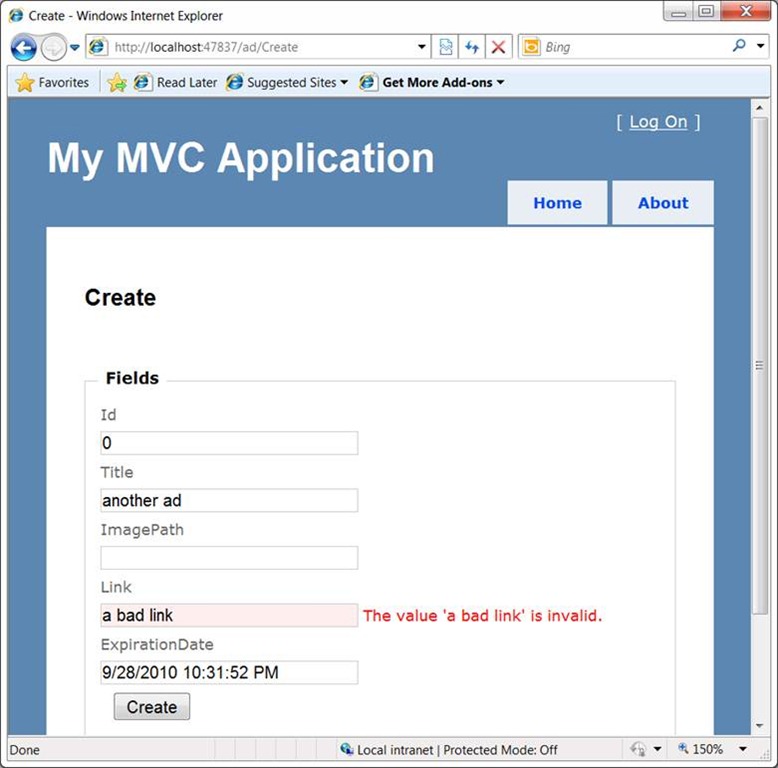 Create - Windows Internet Explorer
http://localhost:47837/ad/Create
Bing
Favorites Read Later Suggested Sites Get More Add-ons
[ Log On ]
My MVC Application
Home About
Create
Fields
Id
0
Title
another ad
ImagePath
Link
a bad link The value 'a bad link' is invalid.
ExpirationDate
9/28/2010 10:31:52 PM
Create
Done Local intranet | Protected Mode: Off 150%